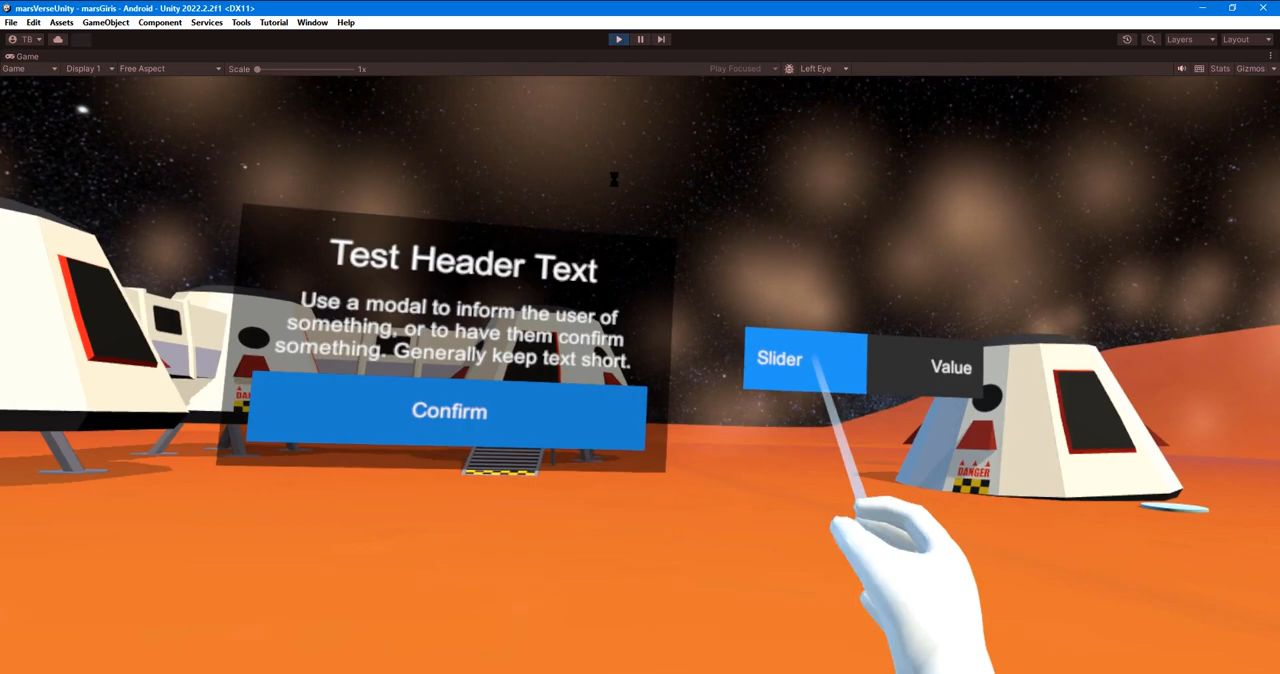 marsVerseUnity - marsGiris - Android - Unity 2022.2.2f1 <DX11>
File Edit Assets GameObject Component Services Tools Tutorial Window Help
TB Layers Layout
Game
Game Display 1 Free Aspect Scale 1x Play Focused Left Eye Stats Gizmos
Test Header Text
Use a modal to inform the user of
something, or to have them confirm
something. Generally keep text short.
Confirm
Slider Value
DANGER